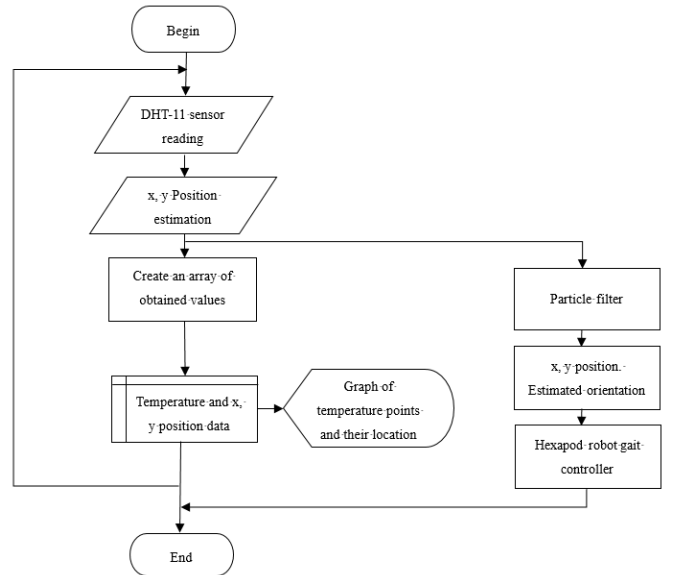 Begin
DHT-11 sensor
reading
x, y Position
estimation
Create an array of
obtained values
Temperature and x,
y position data
Graph of
temperature points
and their location
Particle filter
x, y position.
Estimated orientation
Hexapod robot gait
controller
End